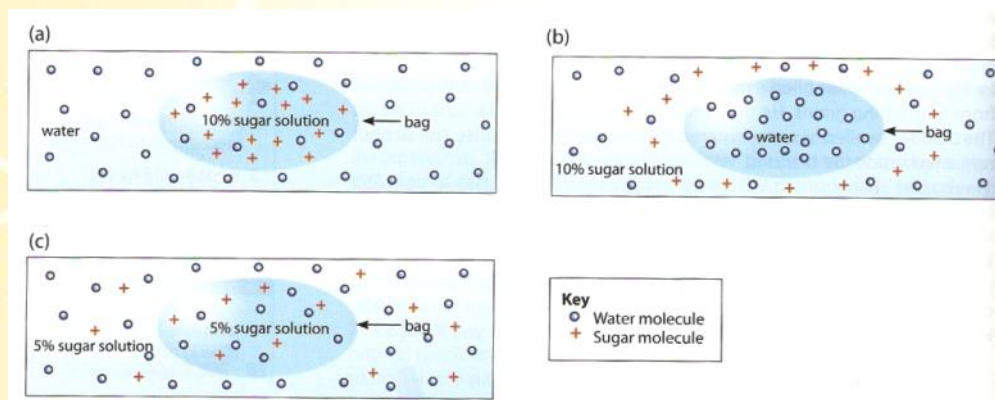 (a)
water
10% sugar solution
bag
(b)
water
bag
10% sugar solution
(c)
5% sugar solution
5% sugar solution
bag
Key
Water molecule
Sugar molecule